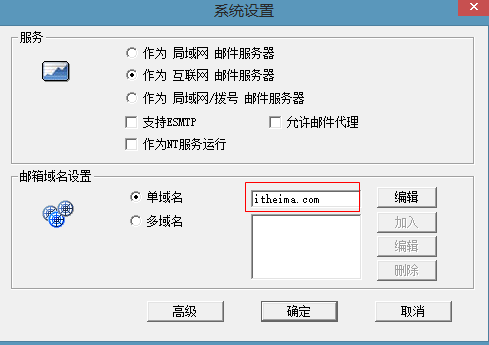 系统设置
服务
作为 局域网 邮件服务器
作为 互联网 邮件服务器
作为 局域网/拨号 邮件服务器
支持ESMTP 允许邮件代理
作为NT服务运行
邮箱域名设置
单域名 itheima.com 编辑
多域名 加入
编辑
删除
高级 确定 取消